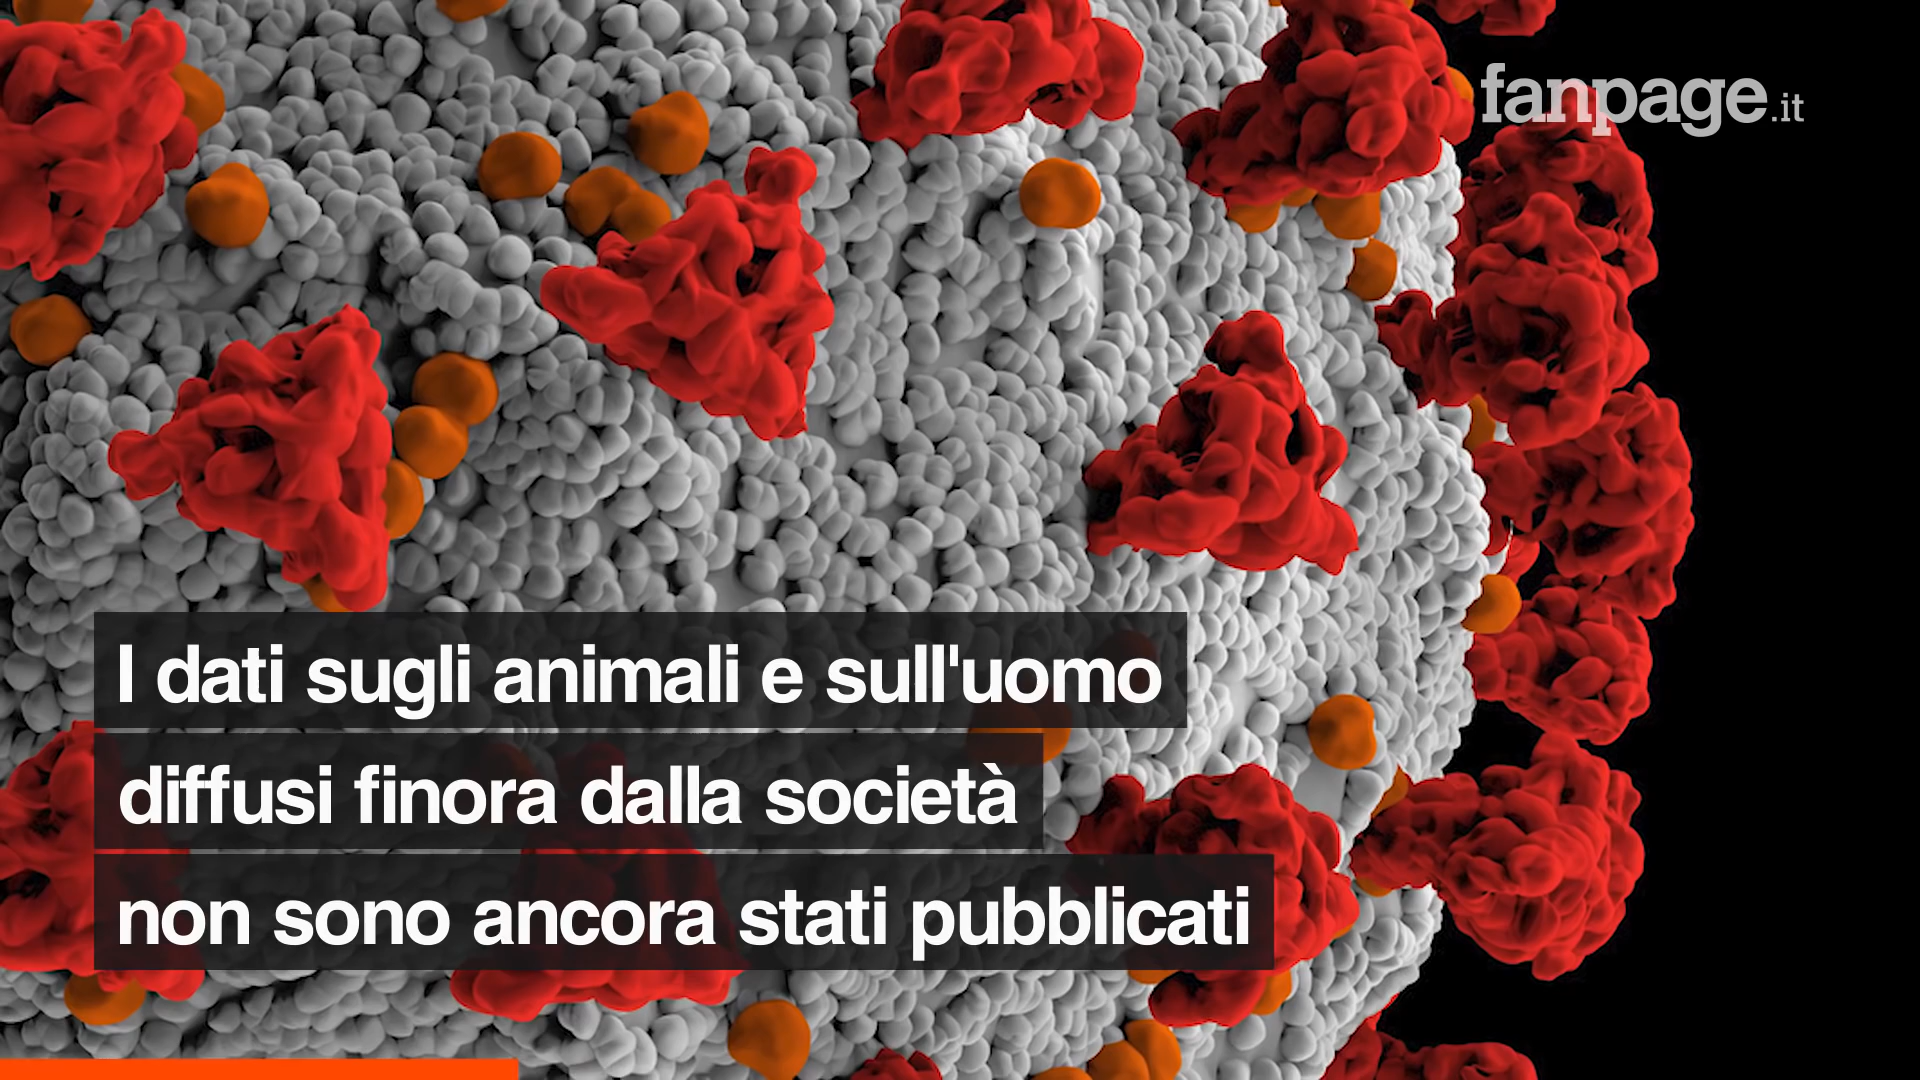 fanpage.it
I dati sugli animali e sull'uomo
diffusi finora dalla società
non sono ancora stati pubblicati